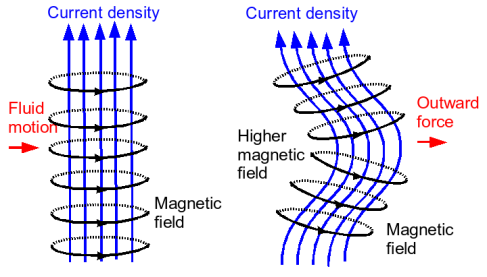 Current density
Fluid
motion
Magnetic
field
Current density
Outward
force
Higher
magnetic
field
Magnetic
field